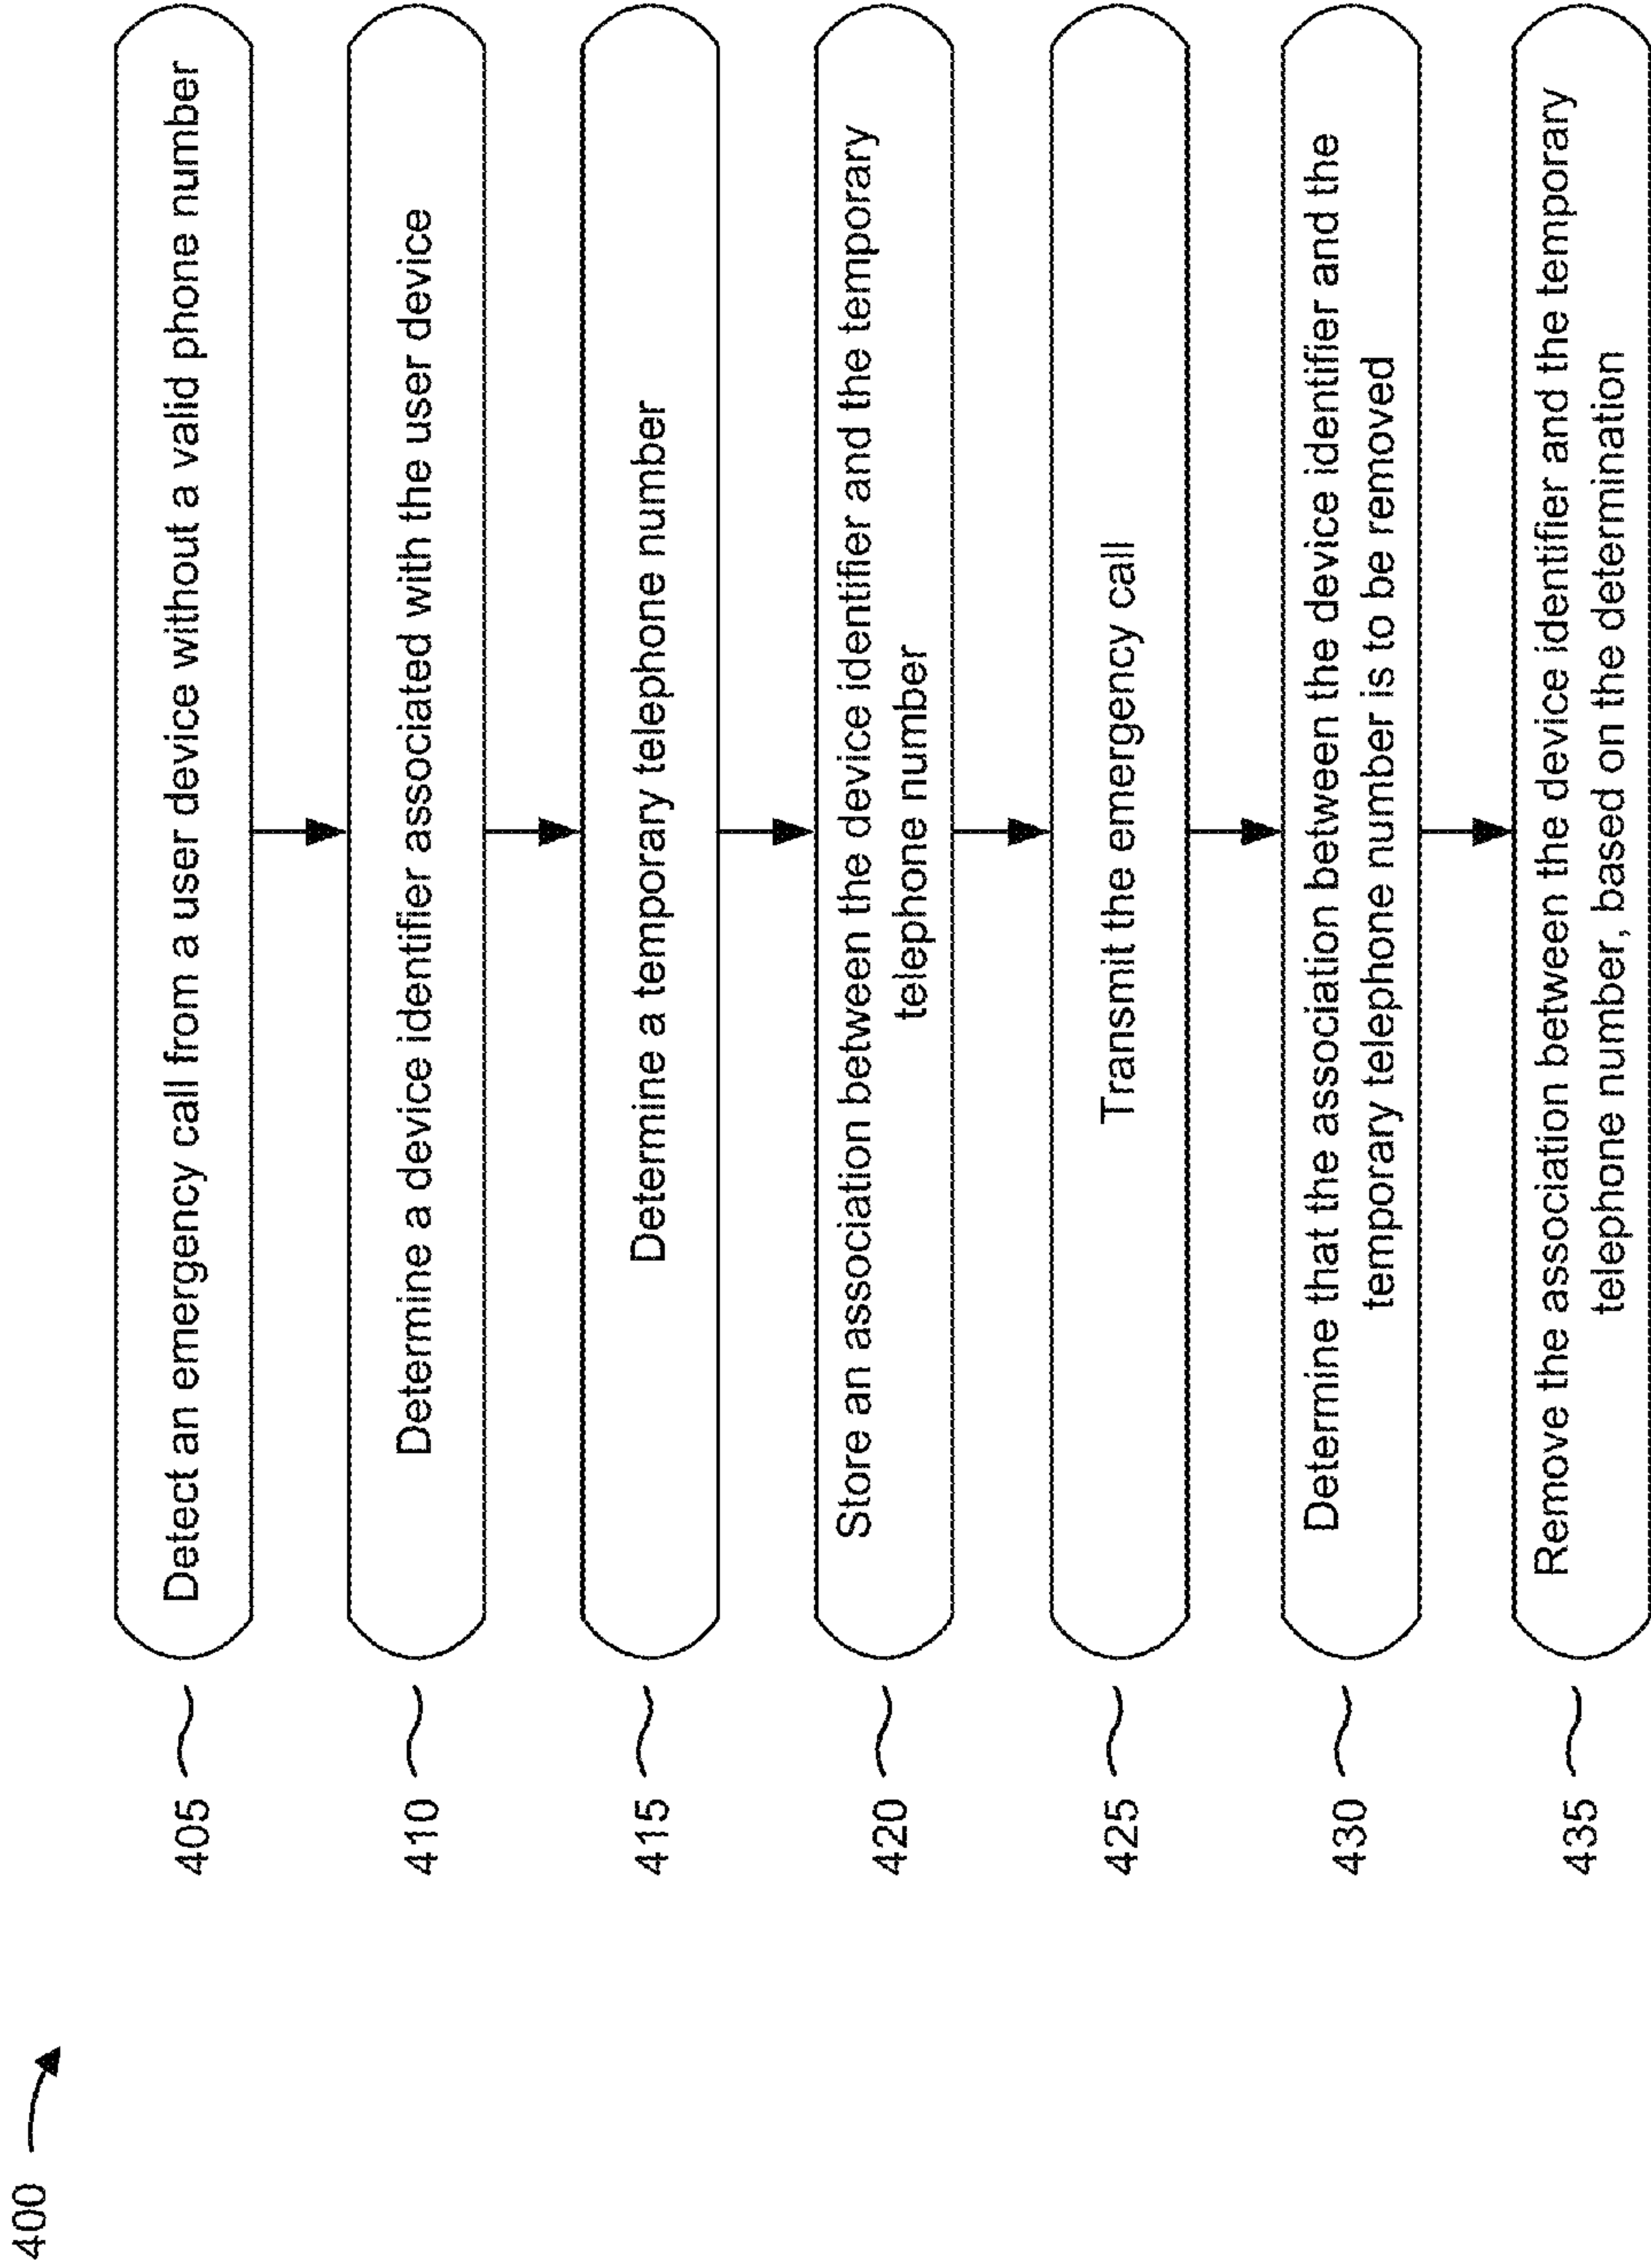 400
405
Detect an emergency call from a user device without a valid phone number
410
Determine a device identifier associated with the user device
415
Determine a temporary telephone number
420
Store an association between the device identifier and the temporary
telephone number
425
Transmit the emergency call
430
Determine that the association between the device identifier and the
temporary telephone number is to be removed
435
Remove the association between the device identifier and the temporary
telephone number, based on the determination